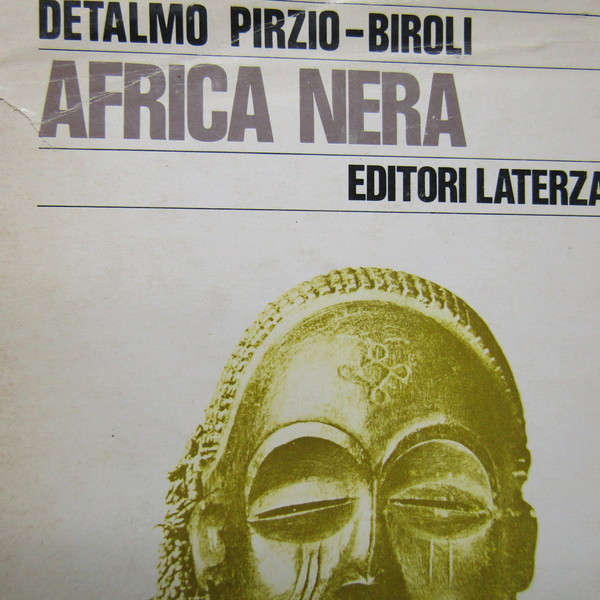 DETALMO PIRZIO-BIROLI
AFRICA NERA
EDITORI LATERZA